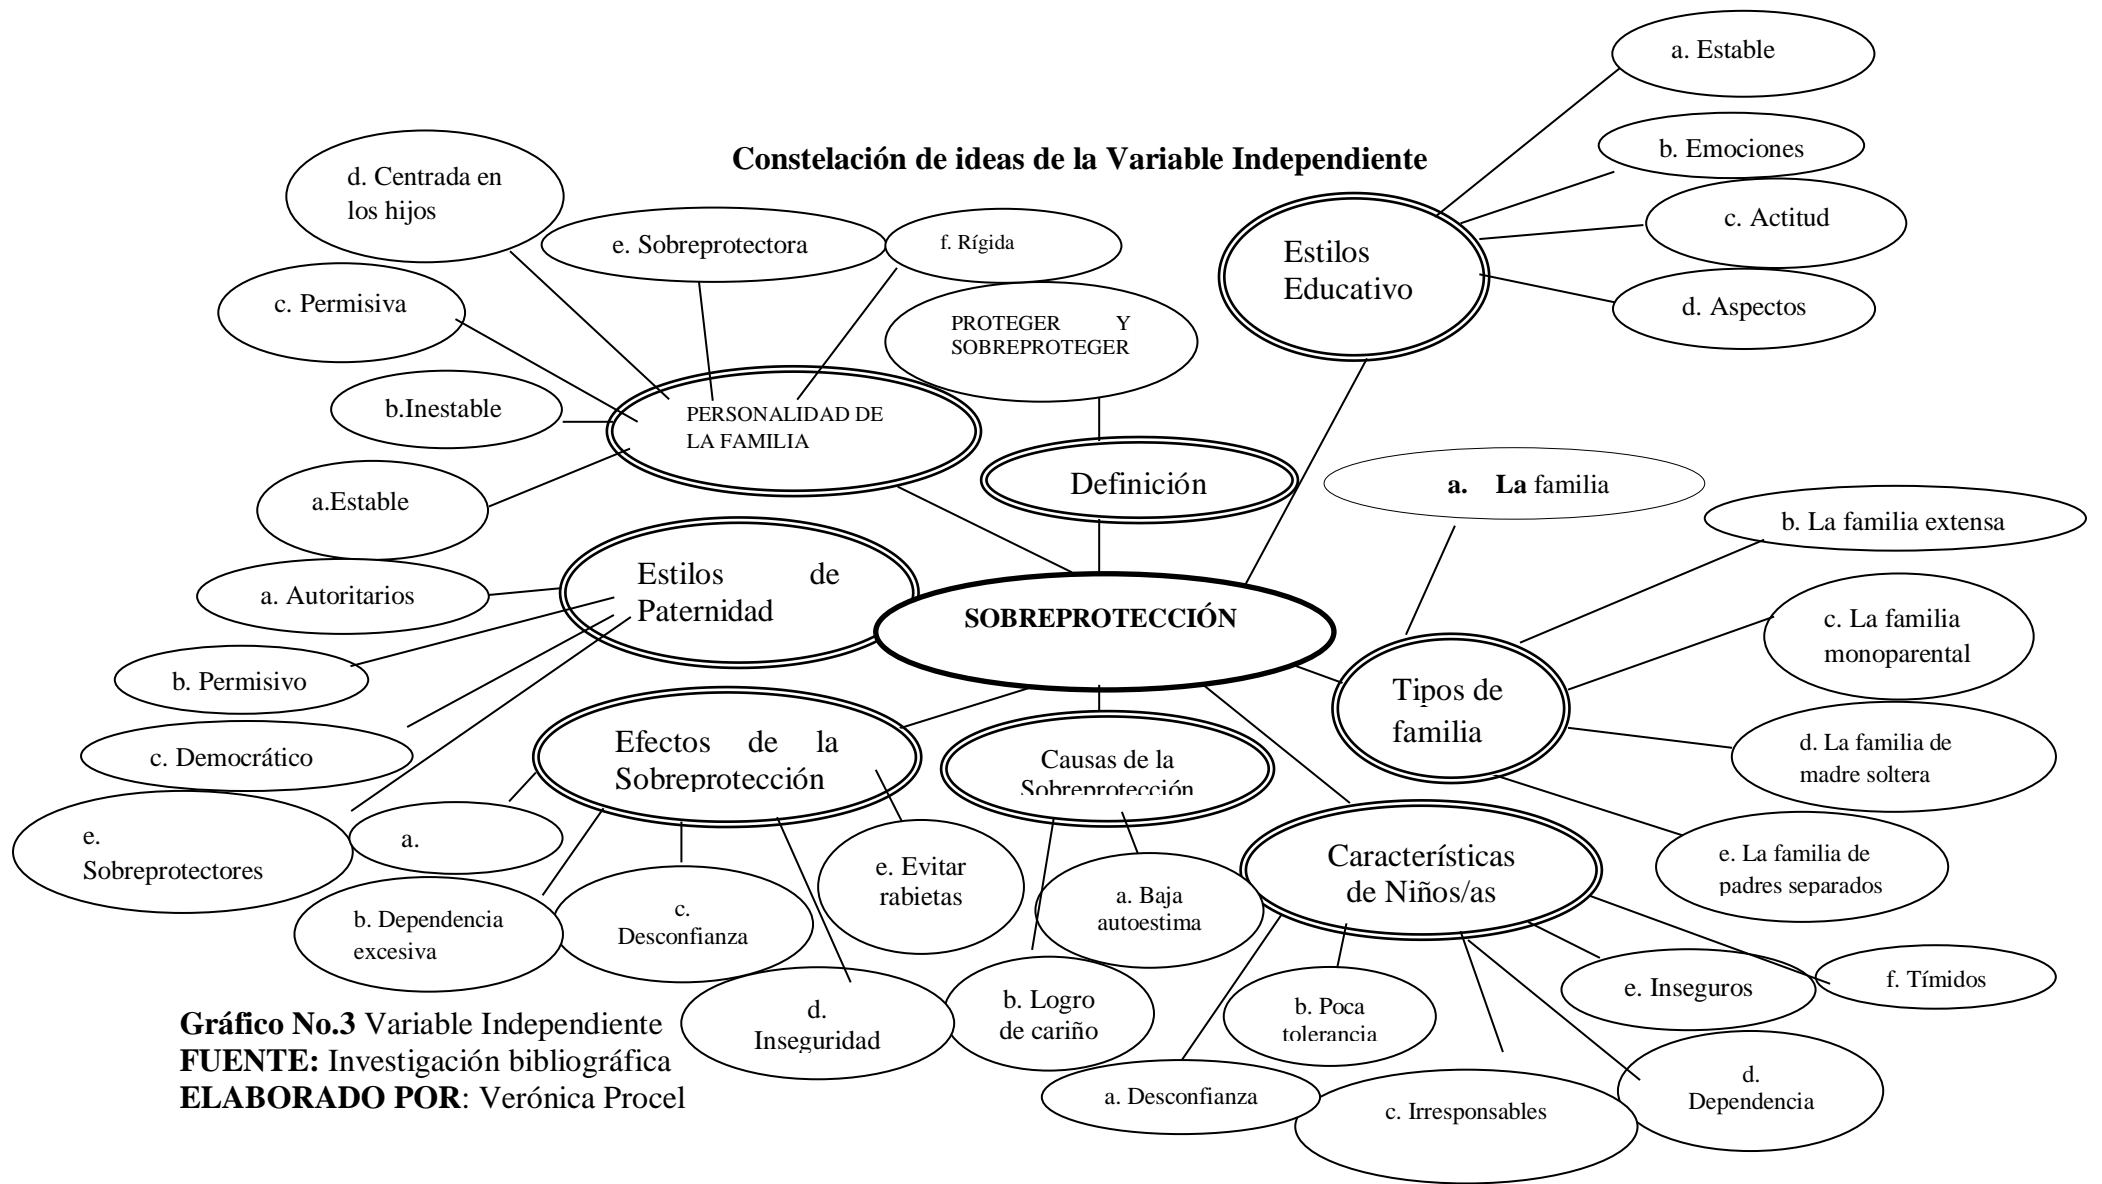 Constelación de ideas de la Variable Independiente
a. Estable
b. Emociones
c. Actitud
d. Aspectos
Estilos
Educativo
d. Centrada en
los hijos
e. Sobreprotectora
f. Rígida
c. Permisiva
b.Inestable
a.Estable
PERSONALIDAD DE
LA FAMILIA
PROTEGER Y
SOBREPROTEGER
Definición
a. La familia
b. La familia extensa
c. La familia
monoparental
d. La familia de
madre soltera
e. La familia de
padres separados
Tipos de
familia
SOBREPROTECCIÓN
Estilos de
Paternidad
a. Autoritarios
b. Permisivo
c. Democrático
e.
Sobreprotectores
Efectos de la
Sobreprotección
a.
b. Dependencia
excesiva
c.
Desconfianza
d.
Inseguridad
e. Evitar
rabietas
Causas de la
Sobreprotección
a. Baja
autoestima
b. Logro
de cariño
Características
de Niños/as
a. Desconfianza
b. Poca
tolerancia
c. Irresponsables
d.
Dependencia
e. Inseguros
f. Tímidos
Gráfico No.3 Variable Independiente
FUENTE: Investigación bibliográfica
ELABORADO POR: Verónica Procel